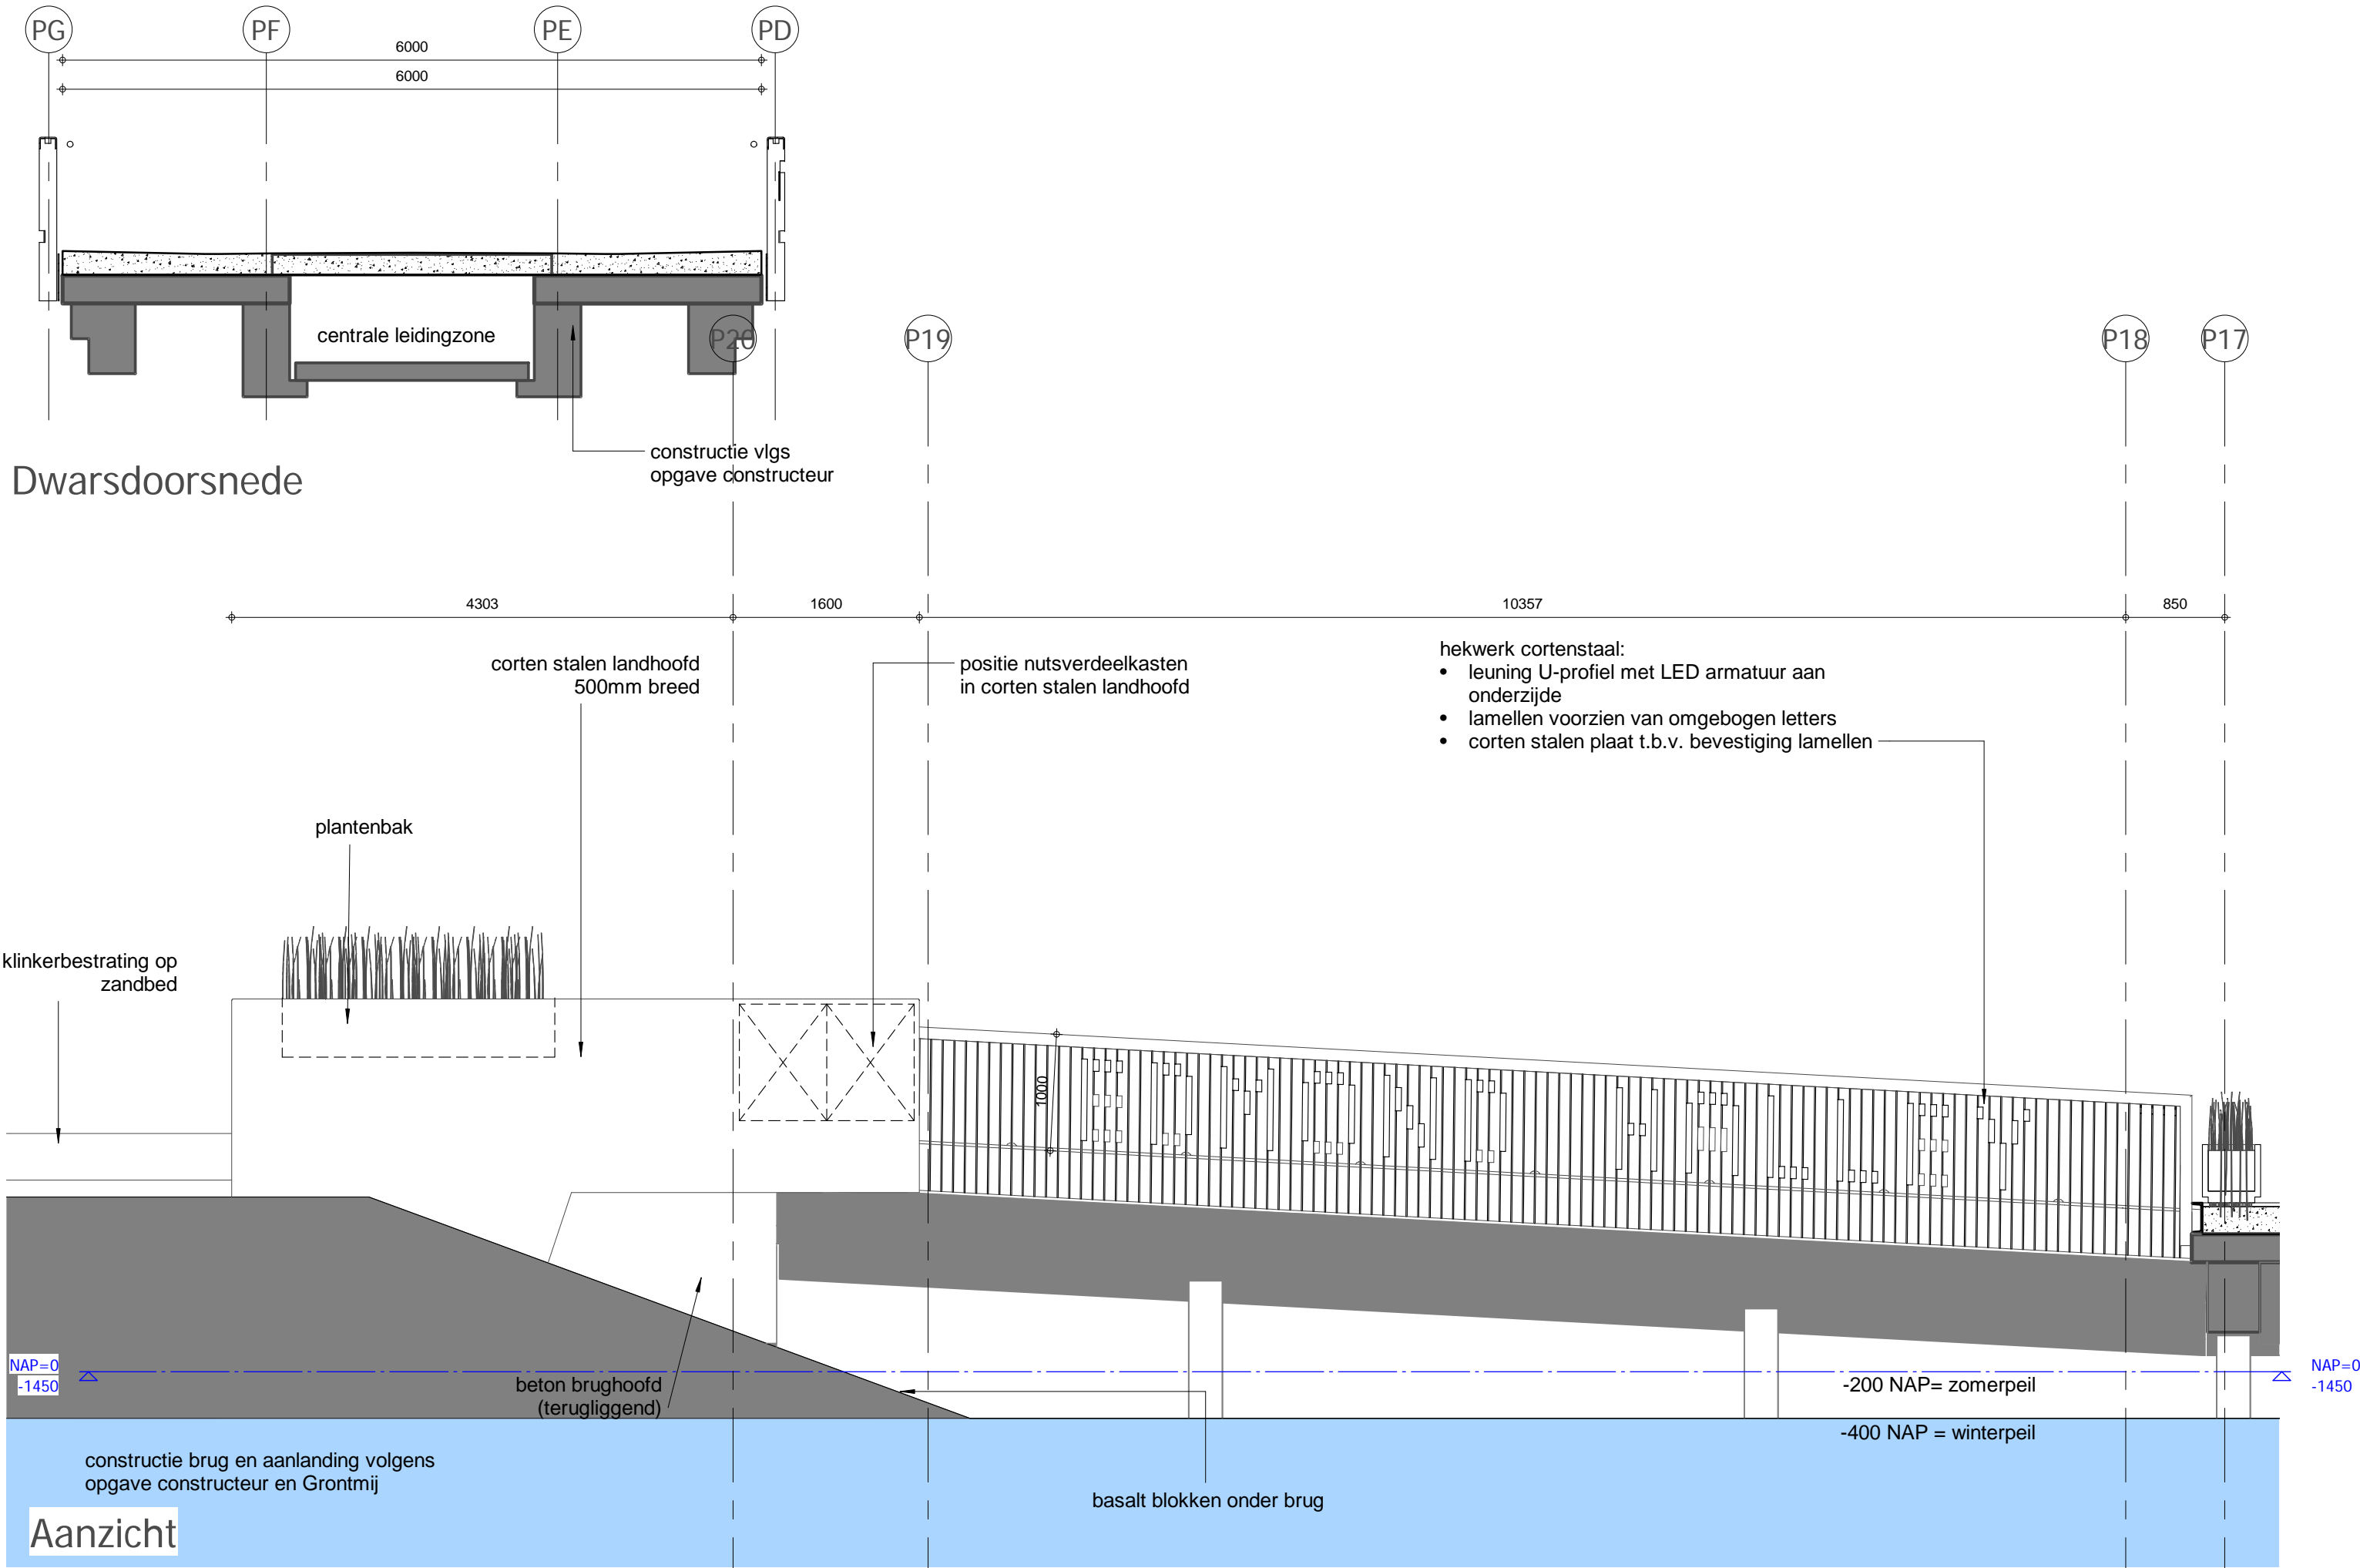 PG PF PE PD
6000
6000
centrale leidingzone
P20 P19 P18 P17
constructie vlgs
opgave constructeur
Dwarsdoorsnede
4303 1600 10357 850
corten stalen landhoofd
500mm breed
positie nutsverdeelkasten
in corten stalen landhoofd
hekwerk cortenstaal:
• leuning U-profiel met LED armatuur aan
onderzijde
• lamellen voorzien van omgebogen letters
• corten stalen plaat t.b.v. bevestiging lamellen
plantenbak
klinkerbestrating op
zandbed
1000
NAP=0
-1450
beton brughoofd
(terugliggend)
-200 NAP= zomerpeil
NAP=0
-1450
-400 NAP = winterpeil
constructie brug en aanlanding volgens
opgave constructeur en Grontmij
basalt blokken onder brug
Aanzicht